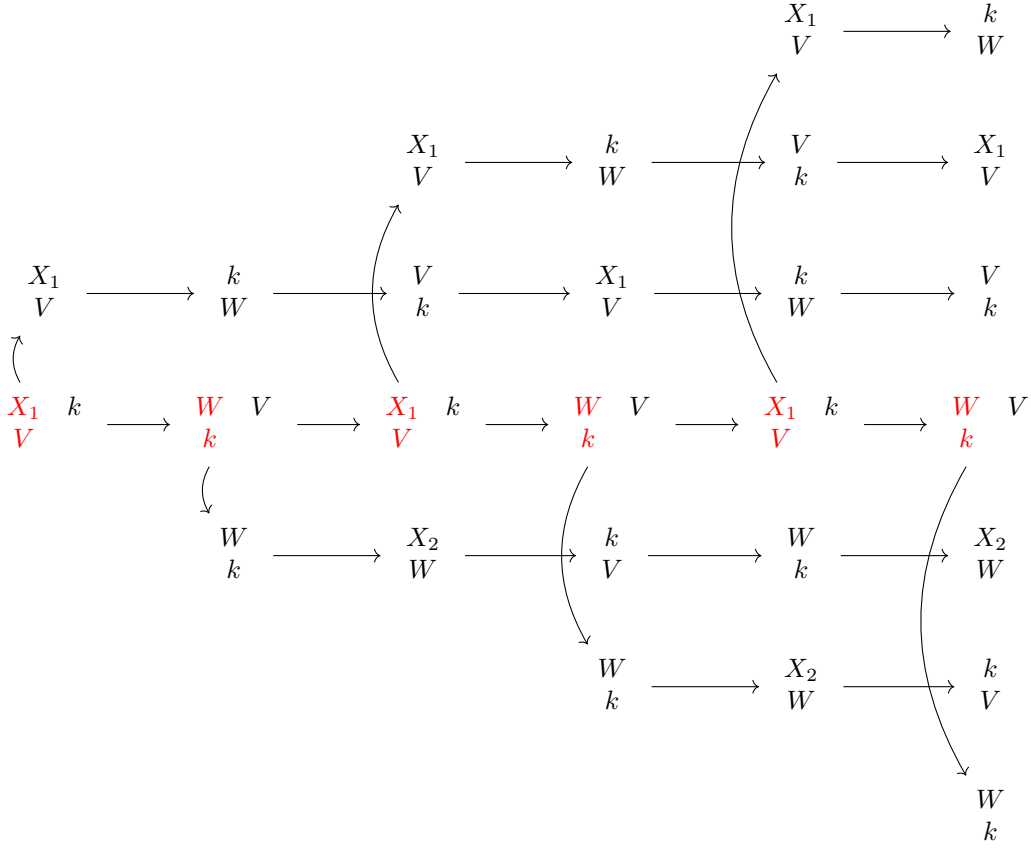 X₁ k
V W
X₁ k V X₁
V W k V
X₁ k V X₁ k V
V W k V W k
X₁ k W V X₁ k W V X₁ k W V
V k V k V k
W X₂ k W X₂
k W V k W
W X₂ k
k W V
W
k